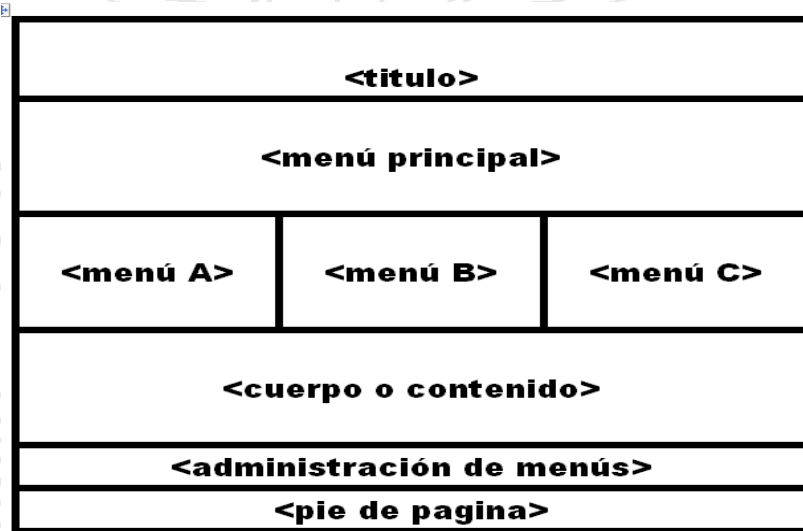 <titulo>
<menú principal>
<menú A> <menú B> <menú C>
<cuerpo o contenido>
<administración de menús>
<pie de pagina>